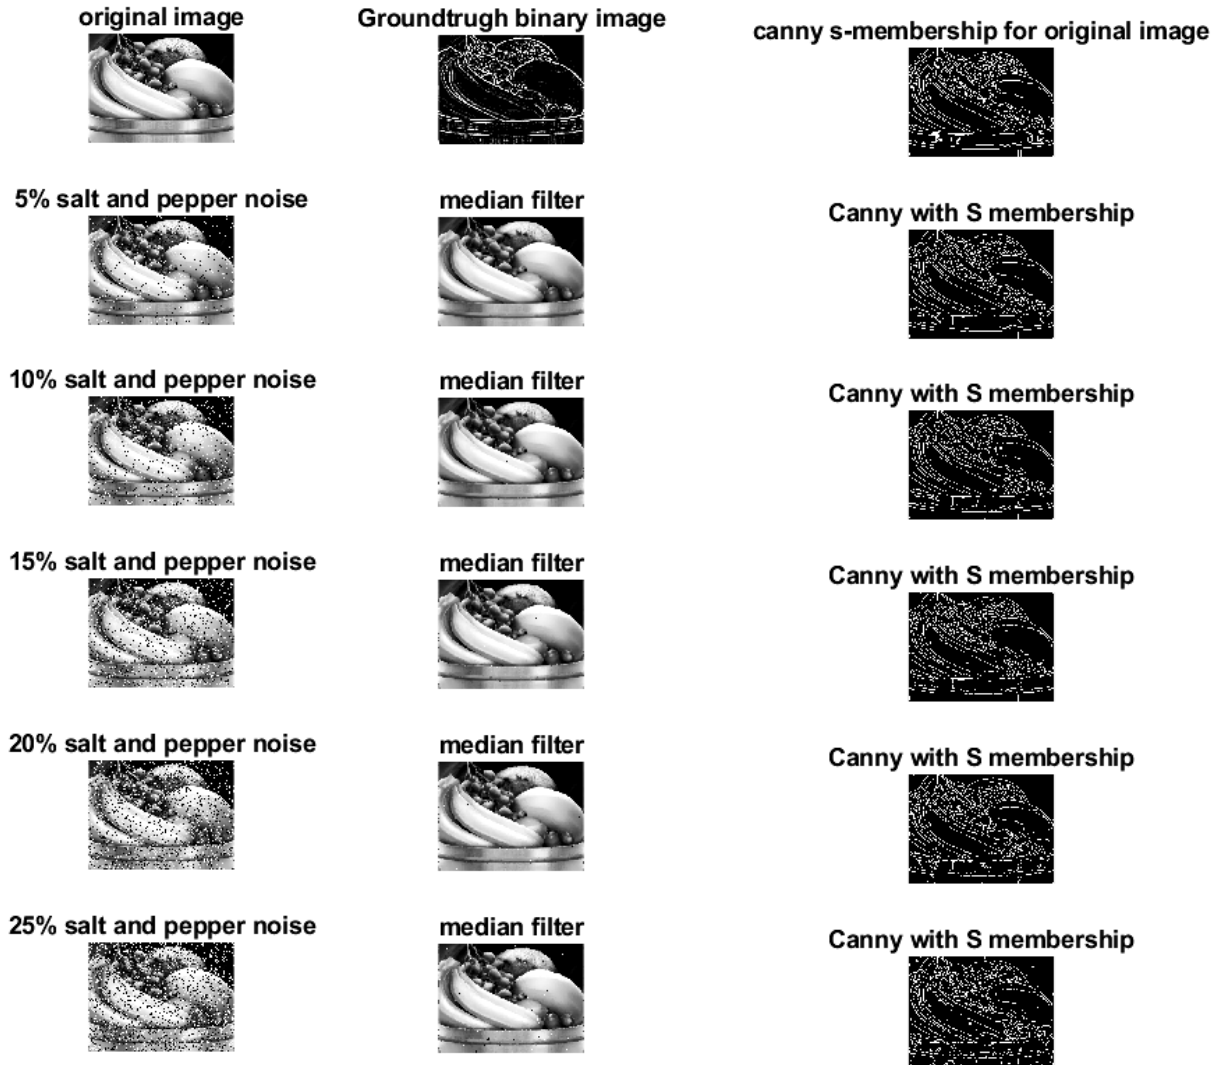 original image
Groundtrugh binary image
canny s-membership for original image
5% salt and pepper noise
median filter
Canny with S membership
10% salt and pepper noise
median filter
Canny with S membership
15% salt and pepper noise
median filter
Canny with S membership
20% salt and pepper noise
median filter
Canny with S membership
25% salt and pepper noise
median filter
Canny with S membership